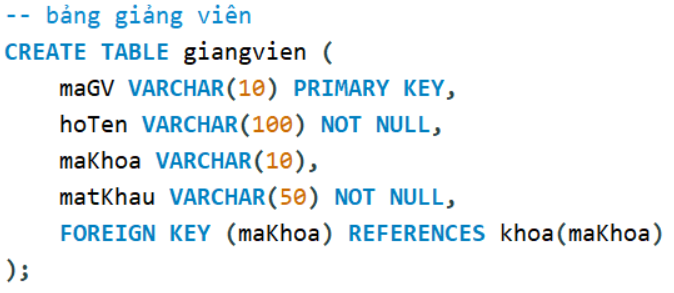 -- bảng giảng viên
CREATE TABLE giangvien (
    maGV VARCHAR(10) PRIMARY KEY,
    hoTen VARCHAR(100) NOT NULL,
    maKhoa VARCHAR(10),
    matKhau VARCHAR(50) NOT NULL,
    FOREIGN KEY (maKhoa) REFERENCES khoa(maKhoa)
);